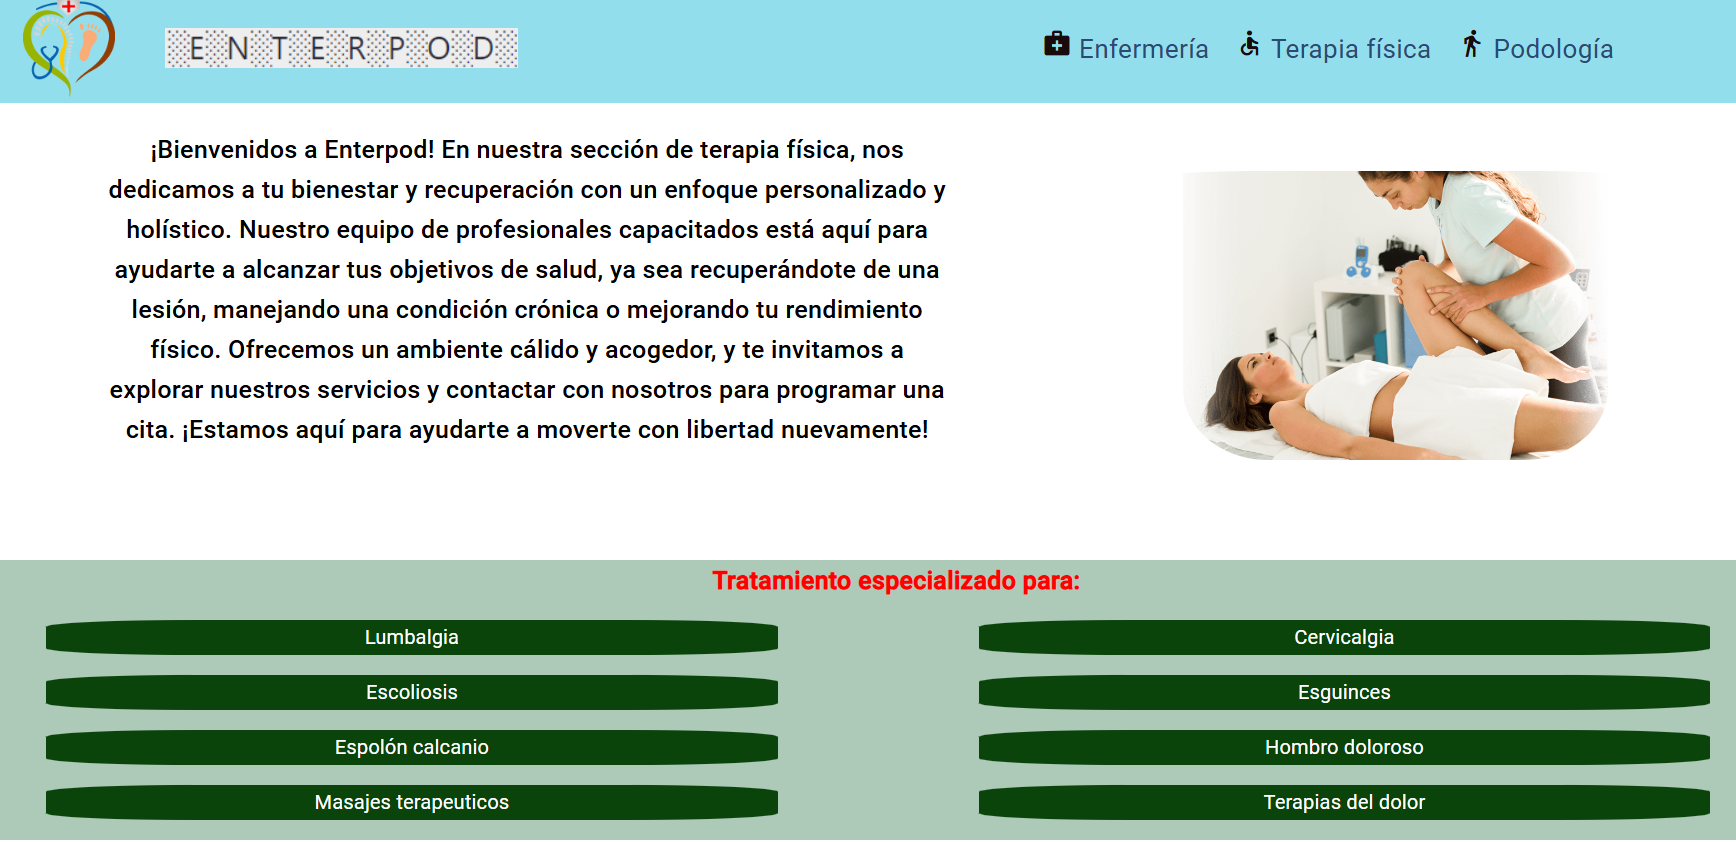 ENTERPOD
Enfermería
Terapia física
Podología
¡Bienvenidos a Enterpod! En nuestra sección de terapia física, nos
dedicamos a tu bienestar y recuperación con un enfoque personalizado y
holístico. Nuestro equipo de profesionales capacitados está aquí para
ayudarte a alcanzar tus objetivos de salud, ya sea recuperándote de una
lesión, manejando una condición crónica o mejorando tu rendimiento
físico. Ofrecemos un ambiente cálido y acogedor, y te invitamos a
explorar nuestros servicios y contactar con nosotros para programar una
cita. ¡Estamos aquí para ayudarte a moverte con libertad nuevamente!
Tratamiento especializado para:
Lumbalgia
Cervicalgia
Escoliosis
Esguinces
Espolón calcanio
Hombro doloroso
Masajes terapeuticos
Terapias del dolor